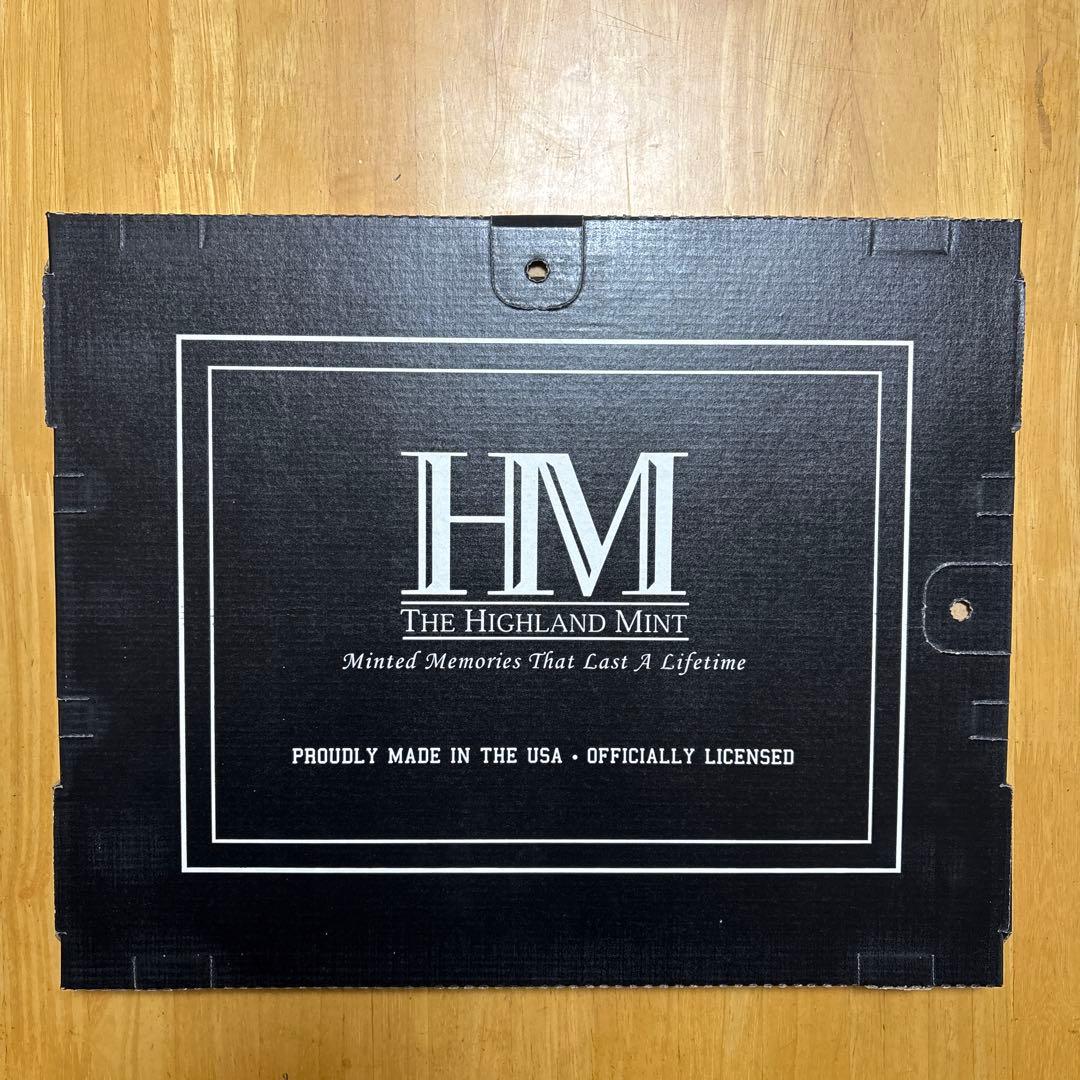 HM
THE HIGHLAND MINT
Minted Memories That Last A Lifetime
PROUDLY MADE IN THE USA • OFFICIALLY LICENSED